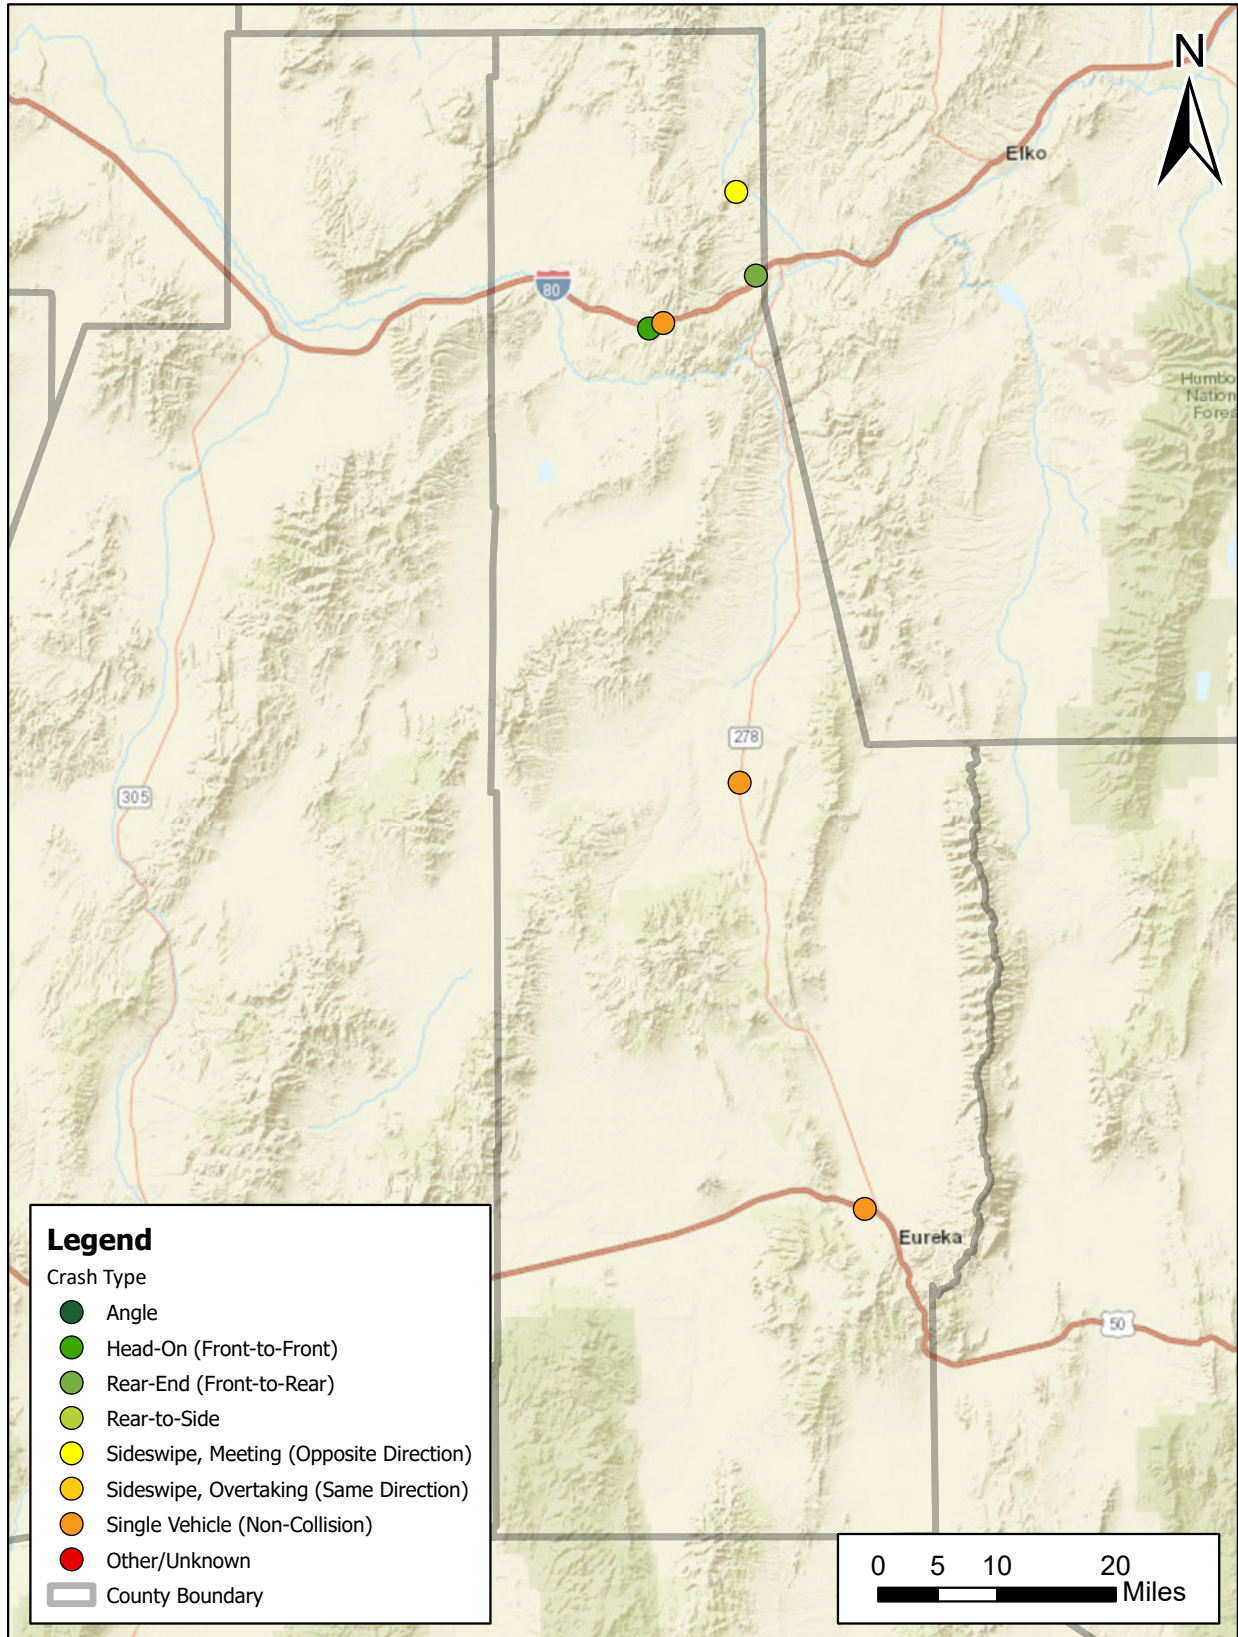 N
Elko
80
Humbo
Nation
Fores
278
305
Eureka
50
Legend
Crash Type
Angle
Head-On (Front-to-Front)
Rear-End (Front-to-Rear)
Rear-to-Side
Sideswipe, Meeting (Opposite Direction)
Sideswipe, Overtaking (Same Direction)
Single Vehicle (Non-Collision)
Other/Unknown
County Boundary
0 5 10 20
Miles